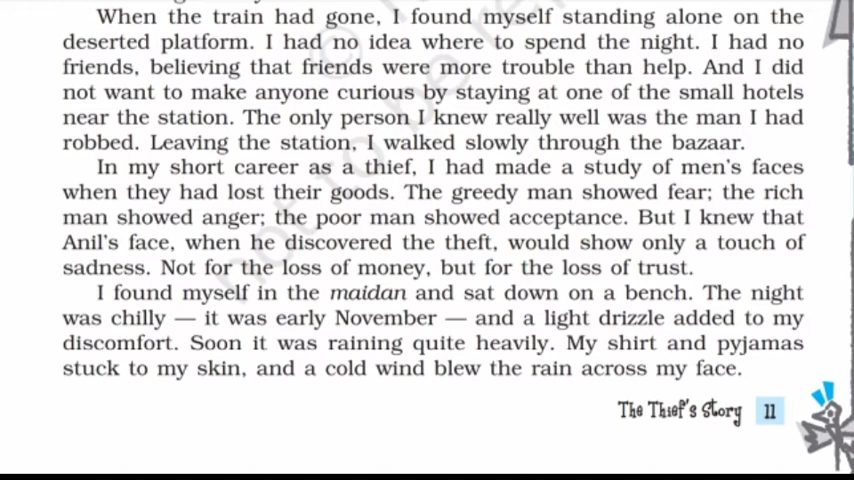 When the train had gone, I found myself standing alone on the
deserted platform. I had no idea where to spend the night. I had no
friends, believing that friends were more trouble than help. And I did
not want to make anyone curious by staying at one of the small hotels
near the station. The only person I knew really well was the man I had
robbed. Leaving the station, I walked slowly through the bazaar.
In my short career as a thief, I had made a study of men's faces
when they had lost their goods. The greedy man showed fear; the rich
man showed anger; the poor man showed acceptance. But I knew that
Anil's face, when he discovered the theft, would show only a touch of
sadness. Not for the loss of money, but for the loss of trust.
I found myself in the maidan and sat down on a bench. The night
was chilly — it was early November — and a light drizzle added to my
discomfort. Soon it was raining quite heavily. My shirt and pyjamas
stuck to my skin, and a cold wind blew the rain across my face.
The Thief's Story 11
not to be re